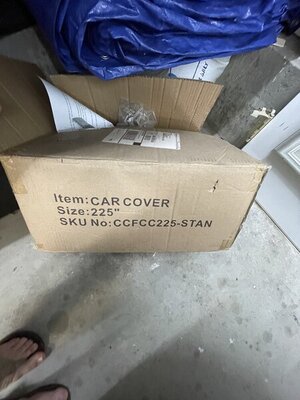 Item:CAR COVER
Size:225"
SKU No:CCFCC225-STAN